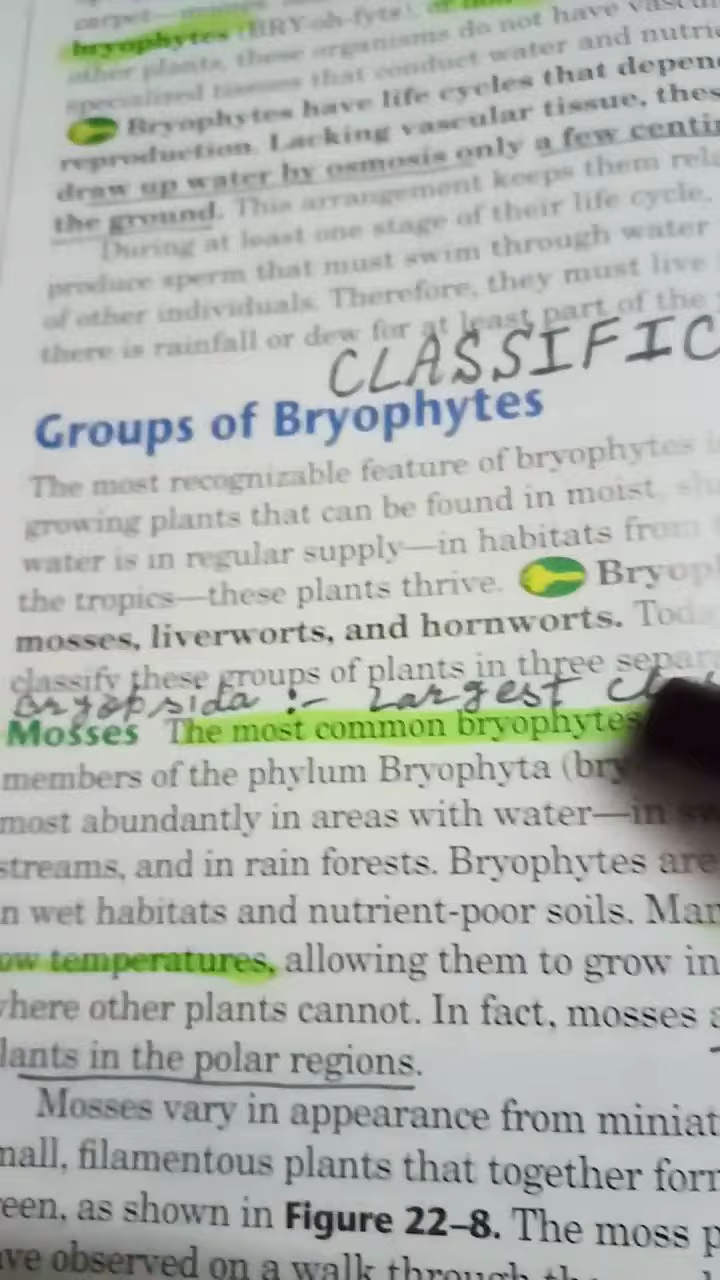 bryophytes (BRY-oh-fyts),
other plants, these organisms do not have
specialized tissues that conduct water and
Bryophytes have life cycles that depen
reproduction. Lacking vascular tissue, thes
draw up water by osmosis only a few centi
the ground. This arrangement keeps them rel
During at least one stage of their life cycle,
produce sperm that must swim through water
of other individuals. Therefore, they must live
there is rainfall or dew for at least part of the
CLASSIFIC
Groups of Bryophytes
The most recognizable feature of bryophytes
growing plants that can be found in moist,
water is in regular supply—in habitats from
the tropics—these plants thrive. Bryop
mosses, liverworts, and hornworts. Toda
classify these groups of plants in three separ
Bryopsida :- Largest
Mosses The most common bryophytes
members of the phylum Bryophyta (bry
most abundantly in areas with water—in
streams, and in rain forests. Bryophytes are
n wet habitats and nutrient-poor soils. Man
ow temperatures, allowing them to grow in
where other plants cannot. In fact, mosses
lants in the polar regions.
Mosses vary in appearance from miniat
mall, filamentous plants that together form
reen, as shown in Figure 22–8. The moss p
ave observed on a walk through